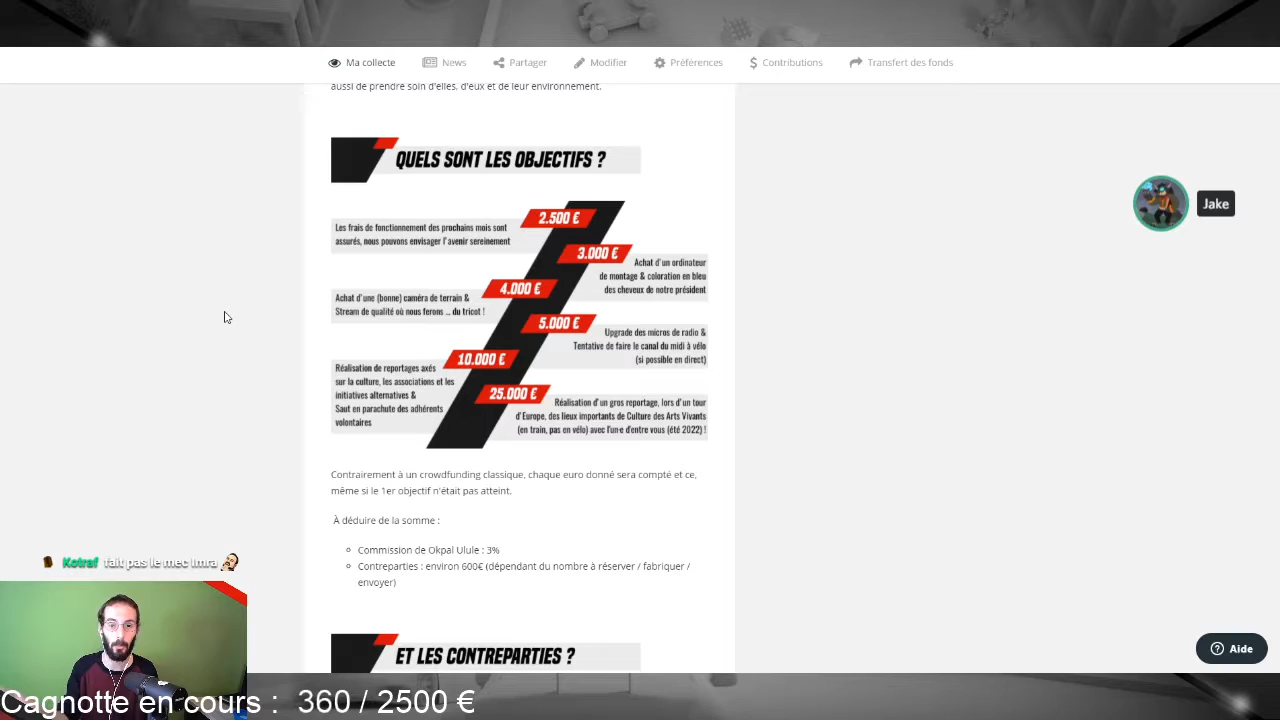 Ma collecte
News
Partager
Modifier
Préférences
Contributions
Transfert des fonds
aussi de prendre soin d'elles, d'eux et de leur environnement.
QUELS SONT LES OBJECTIFS ?
2.500 €
Les frais de fonctionnement des prochains mois sont
assurés, nous pouvons envisager l'avenir sereinement
3.000 €
Achat d'un ordinateur
de montage & coloration en bleu
des cheveux de notre président
4.000 €
Achat d'une (bonne) caméra de terrain &
Stream de qualité où nous ferons ... du tricot !
5.000 €
Upgrade des micros de radio &
Tentative de faire le canal du midi à vélo
(si possible en direct)
10.000 €
Réalisation de reportages axés
sur la culture, les associations et les
initiatives alternatives &
Saut en parachute des adhérents
volontaires
25.000 €
Réalisation d'un gros reportage, lors d'un tour
d'Europe, des lieux importants de Culture des Arts Vivants
(en train, pas en vélo) avec l'un·e d'entre vous (été 2022) !
Contrairement à un crowdfunding classique, chaque euro donné sera compté et ce,
même si le 1er objectif n'était pas atteint.
À déduire de la somme :
Commission de Okpal Ulule : 3%
Contreparties : environ 600€ (dépendant du nombre à réserver / fabriquer /
envoyer)
ET LES CONTREPARTIES ?
Jake
Kotraf fait pas le mec Imra
Aide
Cagnotte en cours : 360 / 2500 €